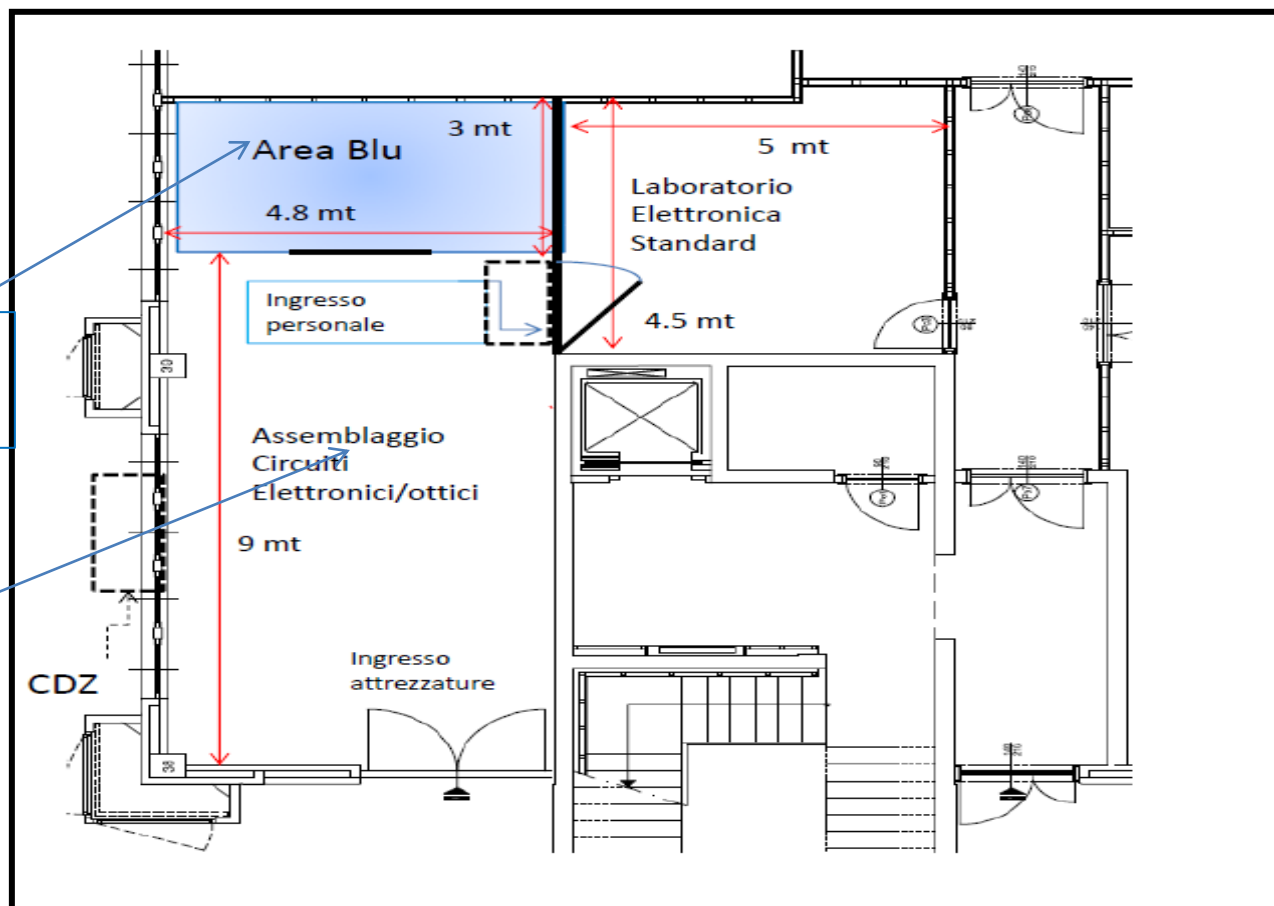 3 mt
Area Blu
5 mt
Laboratorio
Elettronica
Standard
4.8 mt
Ingresso
personale
4.5 mt
39
Assemblaggio
Circuiti
Elettronici/ottici
9 mt
CDZ
Ingresso
attrezzature
38